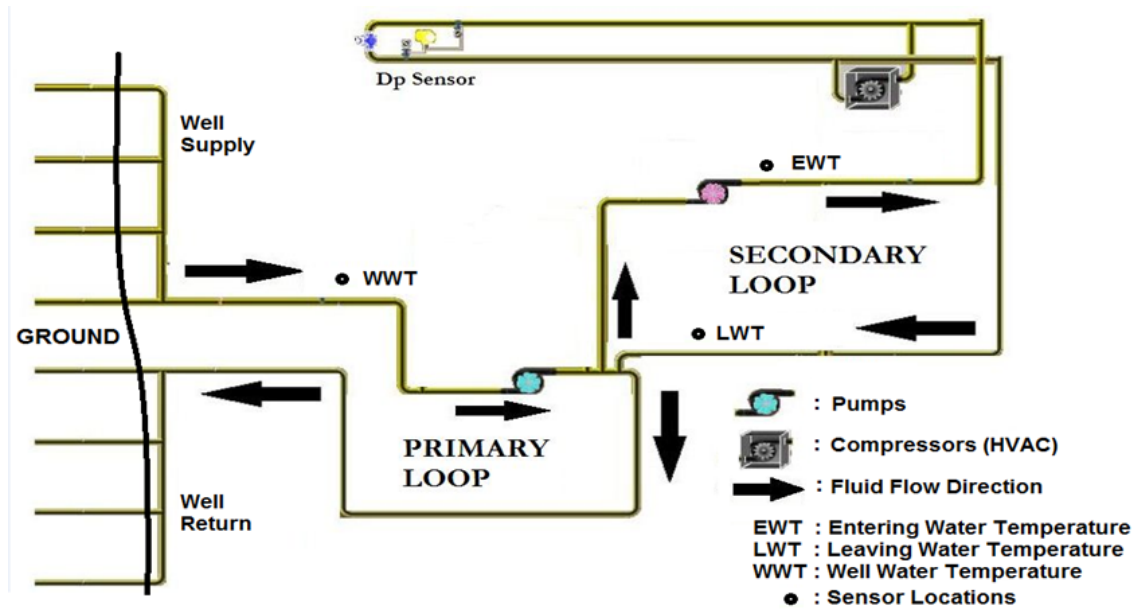 Dp Sensor
Well
Supply
EWT
WWT
SECONDARY
LOOP
LWT
GROUND
PRIMARY
LOOP
Well
Return
: Pumps
: Compressors (HVAC)
: Fluid Flow Direction
EWT : Entering Water Temperature
LWT : Leaving Water Temperature
WWT : Well Water Temperature
: Sensor Locations